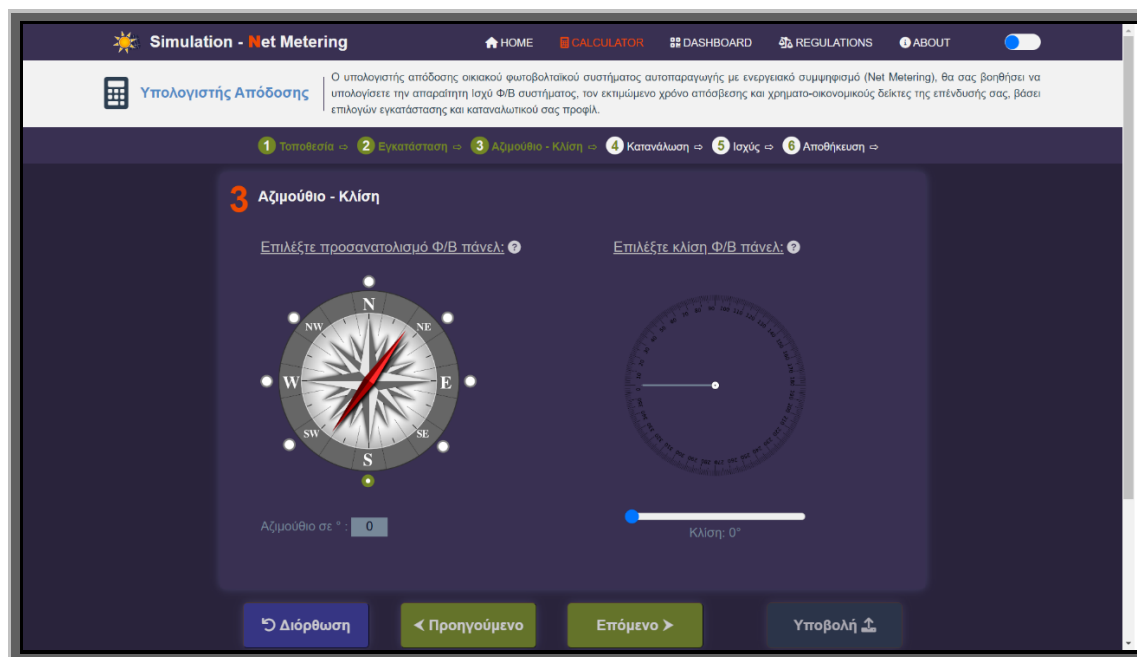 Simulation - Net Metering HOME CALCULATOR DASHBOARD REGULATIONS ABOUT
Υπολογιστής Απόδοσης
Ο υπολογιστής απόδοσης οικιακού φωτοβολταϊκού συστήματος αυτοπαραγωγής με ενεργειακό συμψηφισμό (Net Metering), θα σας βοηθήσει να
υπολογίσετε την απαραίτητη Ισχύ Φ/Β συστήματος, τον εκτιμώμενο χρόνο απόσβεσης και χρηματο-οικονομικούς δείκτες της επένδυσής σας, βάσει
επιλογών εγκατάστασης και καταναλωτικού σας προφίλ.
1 Τοποθεσία ⇨ 2 Εγκατάσταση ⇨ 3 Αζιμούθιο - Κλίση ⇨ 4 Κατανάλωση ⇨ 5 Ισχύς ⇨ 6 Αποθήκευση ⇨
3 Αζιμούθιο - Κλίση
Επιλέξτε προσανατολισμό Φ/Β πάνελ: ?
Επιλέξτε κλίση Φ/Β πάνελ: ?
N
NW NE
W E
SW SE
S
Αζιμούθιο σε ° : 0
Κλίση: 0°
Διόρθωση
Προηγούμενο
Επόμενο
Υποβολή